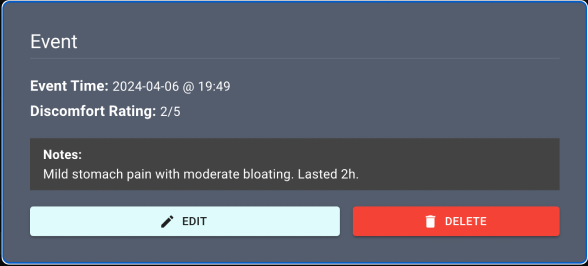 Event
Event Time: 2024-04-06 @ 19:49
Discomfort Rating: 2/5
Notes:
Mild stomach pain with moderate bloating. Lasted 2h.
EDIT
DELETE